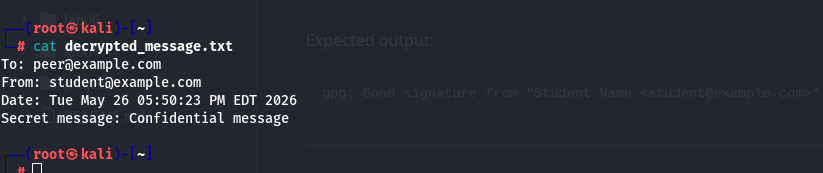 lab06
┌──(root㉿kali)-[~]
└─# cat decrypted_message.txt
To: peer@example.com
From: student@example.com
Date: Tue May 26 05:50:23 PM EDT 2026
Secret message: Confidential message
┌──(root㉿kali)-[~]
└─#
Expected output:
gpg: Good signature from "Student Name <student@example.com>"